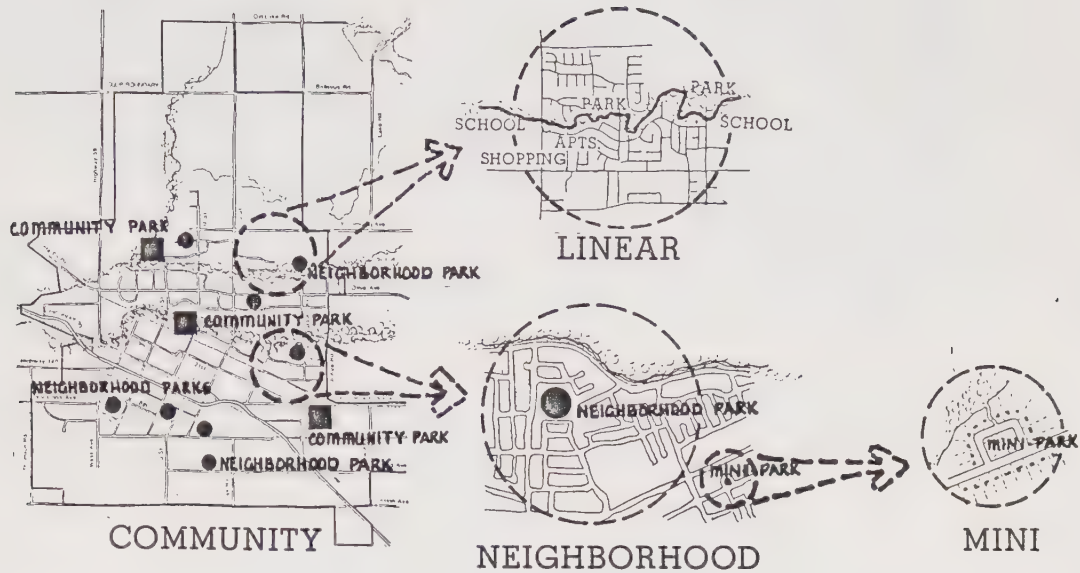 COMMUNITY PARK
NEIGHBORHOOD PARK
COMMUNITY PARK
NEIGHBORHOOD PARKS
COMMUNITY PARK
NEIGHBORHOOD PARK
COMMUNITY
PARK
PARK
SCHOOL
SCHOOL
APTS
SHOPPING
LINEAR
NEIGHBORHOOD PARK
MINI PARK
NEIGHBORHOOD
MINI-PARK
MINI